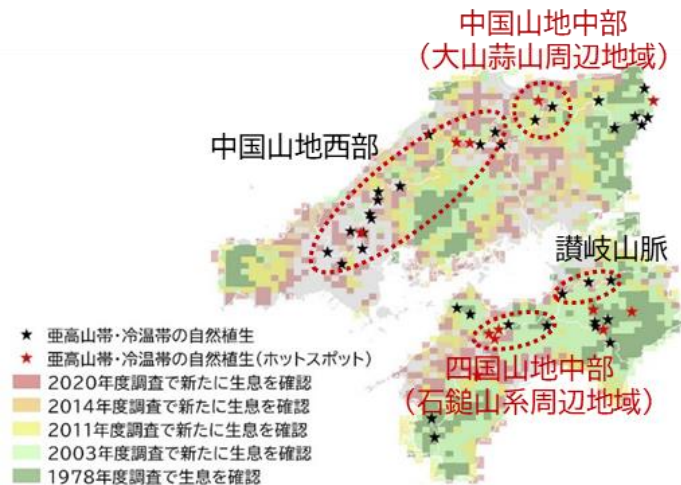 中国山地中部
（大山蒜山周辺地域）
中国山地西部
讃岐山脈
四国山地中部
（石鎚山系周辺地域）
亜高山帯・冷温帯の自然植生
亜高山帯・冷温帯の自然植生(ホットスポット)
2020年度調査で新たに生息を確認
2014年度調査で新たに生息を確認
2011年度調査で新たに生息を確認
2003年度調査で新たに生息を確認
1978年度調査で生息を確認